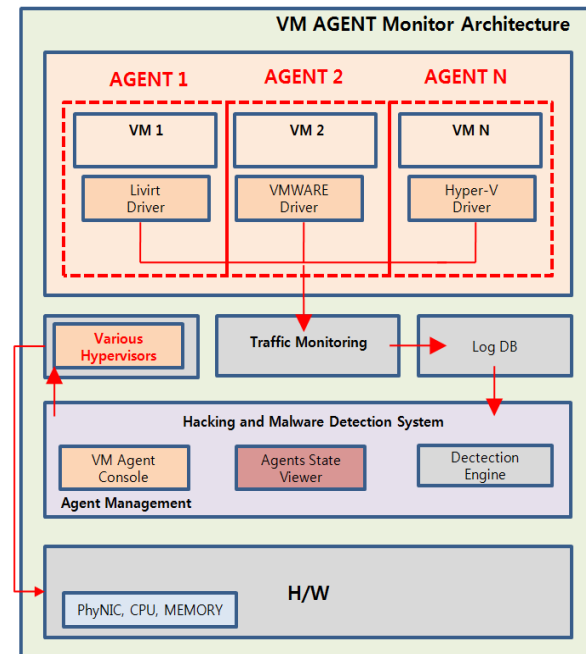 VM AGENT Monitor Architecture
AGENT 1
AGENT 2
AGENT N
VM 1
VM 2
VM N
Livirt
Driver
VMWARE
Driver
Hyper-V
Driver
Various
Hypervisors
Traffic Monitoring
Log DB
Hacking and Malware Detection System
VM Agent
Console
Agents State
Viewer
Dectection
Engine
Agent Management
H/W
PhyNIC, CPU, MEMORY